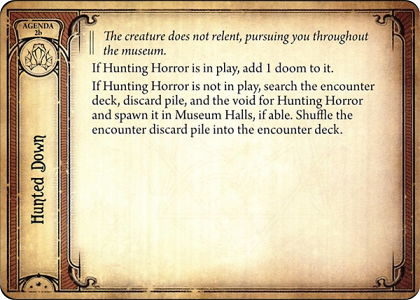 AGENDA
2b
Hunted Down
The creature does not relent, pursuing you throughout
the museum.
If Hunting Horror is in play, add 1 doom to it.
If Hunting Horror is not in play, search the encounter
deck, discard pile, and the void for Hunting Horror
and spawn it in Museum Halls, if able. Shuffle the
encounter discard pile into the encounter deck.